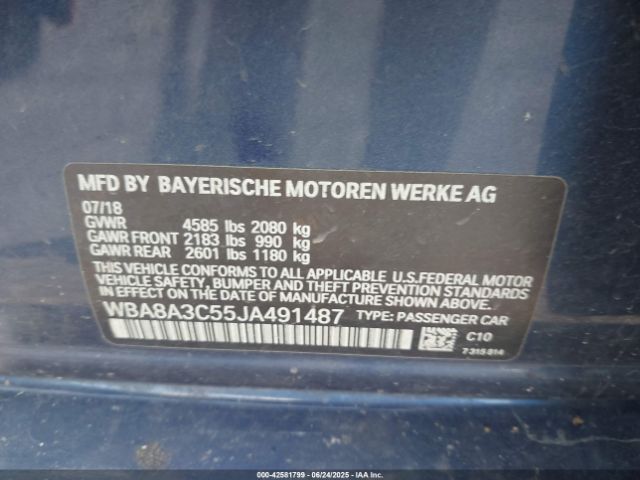 MFD BY BAYERISCHE MOTOREN WERKE AG
07/18
GVWR 4585 lbs 2080 kg
GAWR FRONT 2183 lbs 990 kg
GAWR REAR 2601 lbs 1180 kg
THIS VEHICLE CONFORMS TO ALL APPLICABLE U.S.FEDERAL MOTOR
VEHICLE SAFETY, BUMPER, AND THEFT PREVENTION STANDARDS
IN EFFECT ON THE DATE OF MANUFACTURE SHOWN ABOVE.
WBA8A3C55JA491487 TYPE: PASSENGER CAR
C10
7 315 814
000-42581799 - 06/24/2025 - IAA Inc.